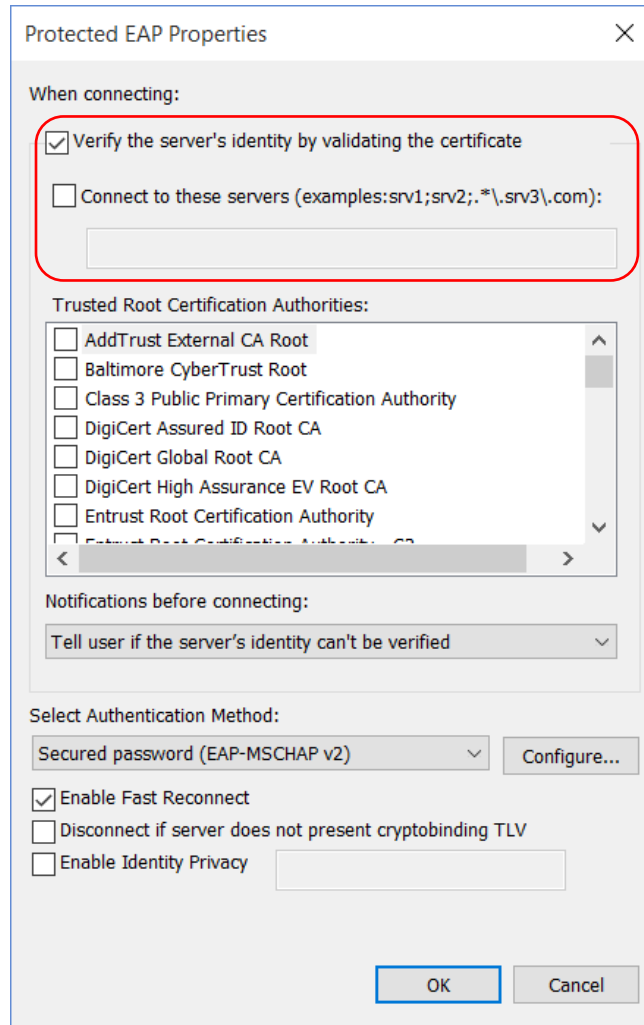 Protected EAP Properties
When connecting:
Verify the server's identity by validating the certificate
Connect to these servers (examples:srv1;srv2;.*\.srv3\.com):
Trusted Root Certification Authorities:
AddTrust External CA Root
Baltimore CyberTrust Root
Class 3 Public Primary Certification Authority
DigiCert Assured ID Root CA
DigiCert Global Root CA
DigiCert High Assurance EV Root CA
Entrust Root Certification Authority
Entrust Root Certification Authority - G2
Notifications before connecting:
Tell user if the server’s identity can't be verified
Select Authentication Method:
Secured password (EAP-MSCHAP v2)
Configure...
Enable Fast Reconnect
Disconnect if server does not present cryptobinding TLV
Enable Identity Privacy
OK
Cancel